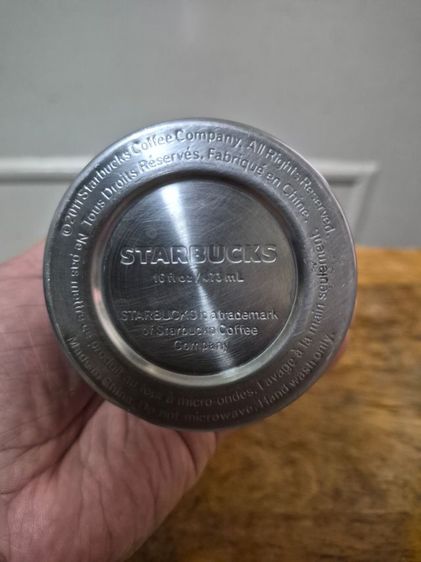 ©2011 Starbucks Coffee Company. All Rights Reserved.
Tous Droits Réservés. Fabriqué en Chine.
Ne pas mettre ce produit au four à micro-ondes. Lavage à la main seulement.
Made in China. Do not microwave. Hand wash only.
STARBUCKS
16 fl oz / 473 mL
STARBUCKS is a trademark
of Starbucks Coffee
Company